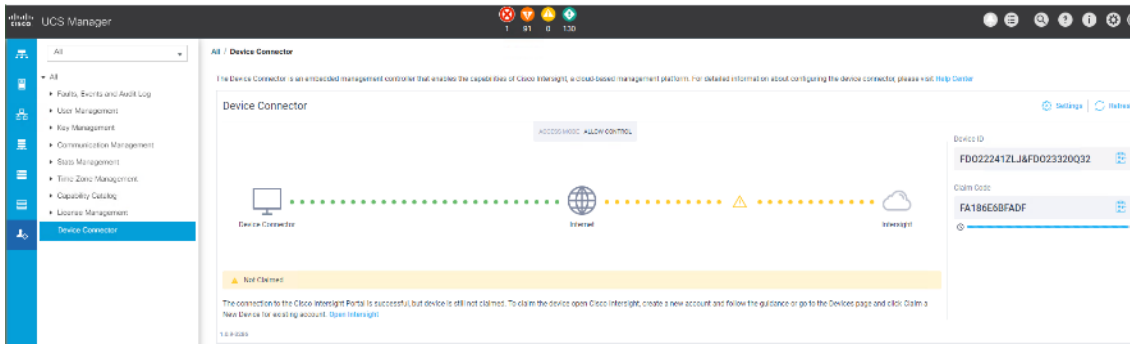 cisco UCS Manager
1 91 0 130
All
All / Device Connector
The Device Connector is an embedded management controller that enables the capabilities of Cisco Intersight, a cloud-based management platform. For detailed information about configuring the device connector, please visit Help Center
All
Faults, Events and Audit Log
User Management
Key Management
Communication Management
Stats Management
Time Zone Management
Capability Catalog
License Management
Device Connector
Device Connector
Settings
Refres
ACCESS MODE ALLOW CONTROL
Device Connector
Internet
Intersight
Device ID
FDO22241ZLJ&FDO23320Q32
Claim Code
FA186E6BFADF
Not Claimed
The connection to the Cisco Intersight Portal is successful, but device is still not claimed. To claim the device open Cisco Intersight, create a new account and follow the guidance or go to the Devices page and click Claim a
New Device for existing account. Open Intersight